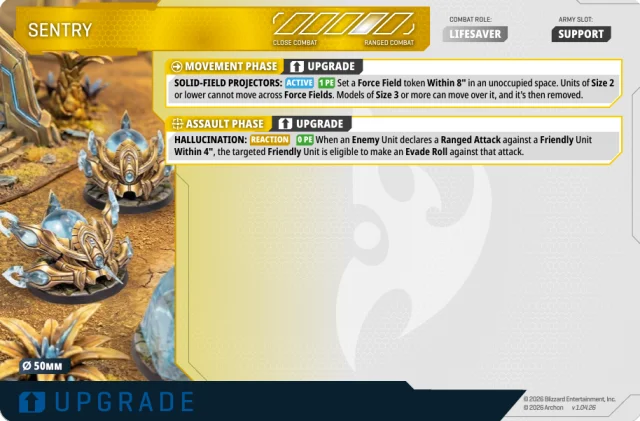 SENTRY
CLOSE COMBAT
RANGED COMBAT
COMBAT ROLE:
LIFESAVER
ARMY SLOT:
SUPPORT
MOVEMENT PHASE
UPGRADE
SOLID-FIELD PROJECTORS: ACTIVE 1 PE Set a Force Field token Within 8" in an unoccupied space. Units of Size 2
or lower cannot move across Force Fields. Models of Size 3 or more can move over it, and it's then removed.
ASSAULT PHASE
UPGRADE
HALLUCINATION: REACTION 0 PE When an Enemy Unit declares a Ranged Attack against a Friendly Unit
Within 4", the targeted Friendly Unit is eligible to make an Evade Roll against that attack.
Ø 50MM
UPGRADE
© 2026 Blizzard Entertainment, Inc.
© 2026 Archon v 1.04.26